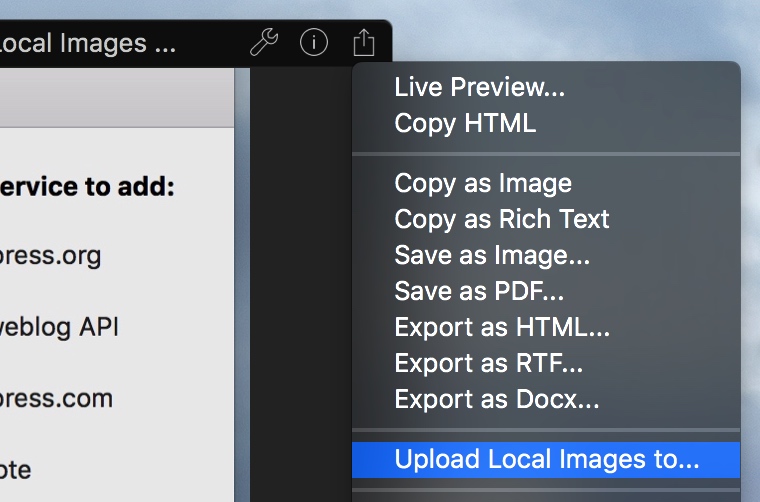 Local Images ...
Live Preview...
Copy HTML
Copy as Image
Copy as Rich Text
Save as Image...
Save as PDF...
Export as HTML...
Export as RTF...
Export as Docx...
Upload Local Images to...
ervice to add:
press.org
weblog API
press.com
ote